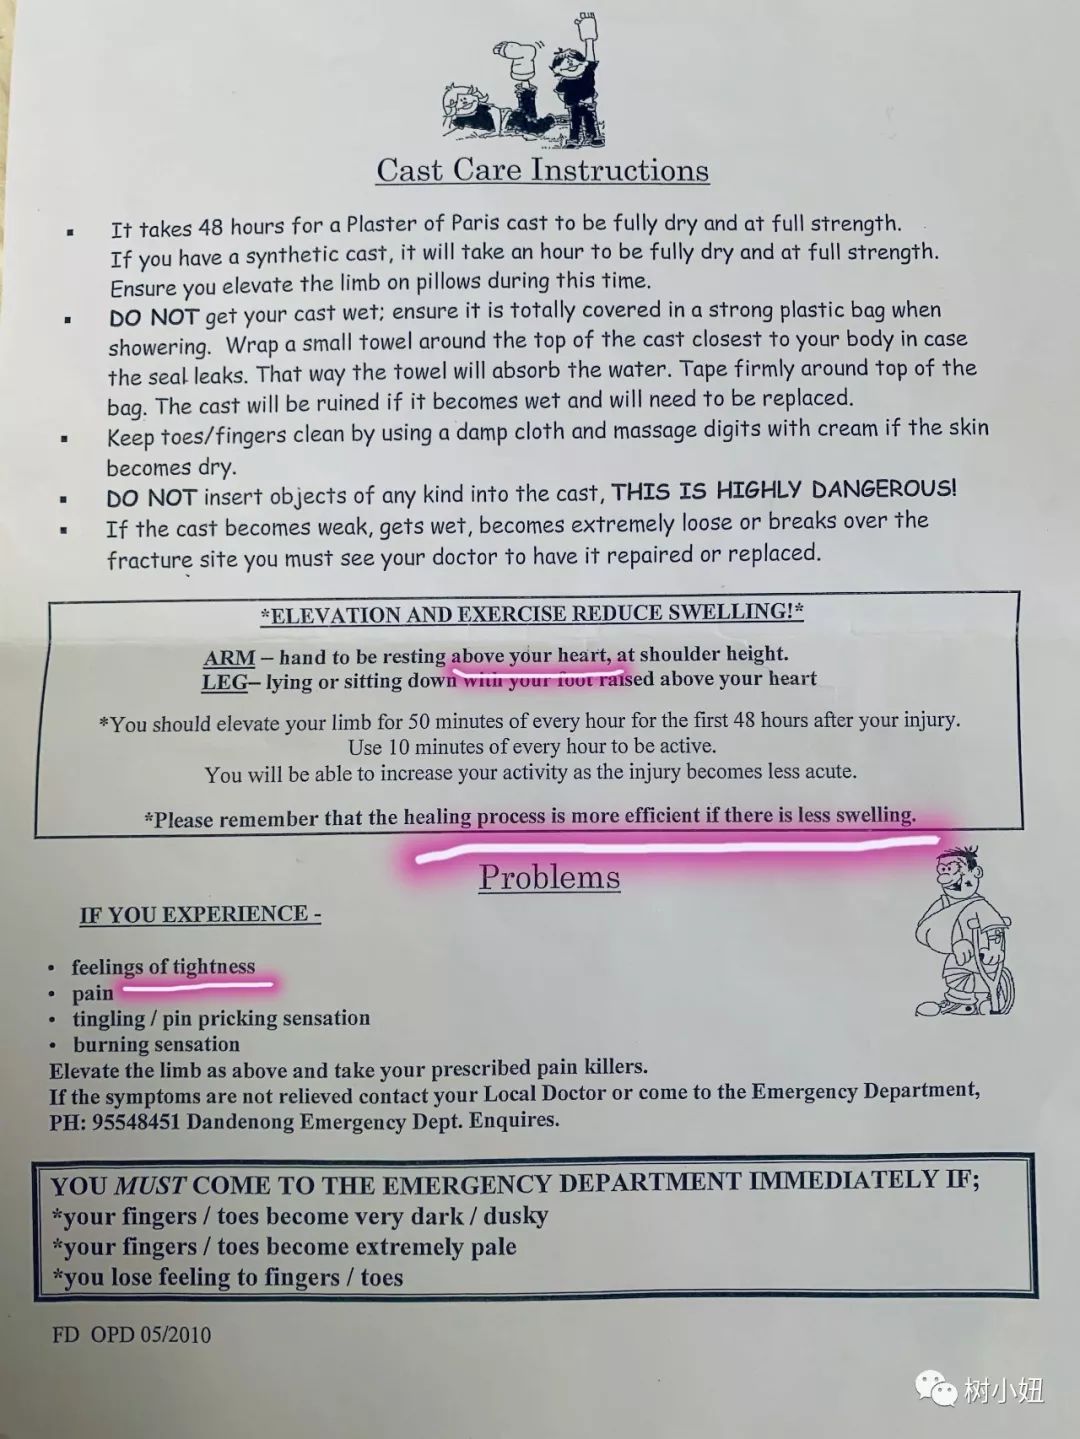 Cast Care Instructions
▪ It takes 48 hours for a Plaster of Paris cast to be fully dry and at full strength.
If you have a synthetic cast, it will take an hour to be fully dry and at full strength.
Ensure you elevate the limb on pillows during this time.
▪ DO NOT get your cast wet; ensure it is totally covered in a strong plastic bag when
showering. Wrap a small towel around the top of the cast closest to your body in case
the seal leaks. That way the towel will absorb the water. Tape firmly around top of the
bag. The cast will be ruined if it becomes wet and will need to be replaced.
▪ Keep toes/fingers clean by using a damp cloth and massage digits with cream if the skin
becomes dry.
▪ DO NOT insert objects of any kind into the cast, THIS IS HIGHLY DANGEROUS!
▪ If the cast becomes weak, gets wet, becomes extremely loose or breaks over the
fracture site you must see your doctor to have it repaired or replaced.
*ELEVATION AND EXERCISE REDUCE SWELLING!*
ARM – hand to be resting above your heart, at shoulder height.
LEG– lying or sitting down with your foot raised above your heart
*You should elevate your limb for 50 minutes of every hour for the first 48 hours after your injury.
Use 10 minutes of every hour to be active.
You will be able to increase your activity as the injury becomes less acute.
*Please remember that the healing process is more efficient if there is less swelling.
Problems
IF YOU EXPERIENCE -
• feelings of tightness
• pain
• tingling / pin pricking sensation
• burning sensation
Elevate the limb as above and take your prescribed pain killers.
If the symptoms are not relieved contact your Local Doctor or come to the Emergency Department,
PH: 95548451 Dandenong Emergency Dept. Enquires.
YOU MUST COME TO THE EMERGENCY DEPARTMENT IMMEDIATELY IF;
*your fingers / toes become very dark / dusky
*your fingers / toes become extremely pale
*you lose feeling to fingers / toes
FD OPD 05/2010
树小妞